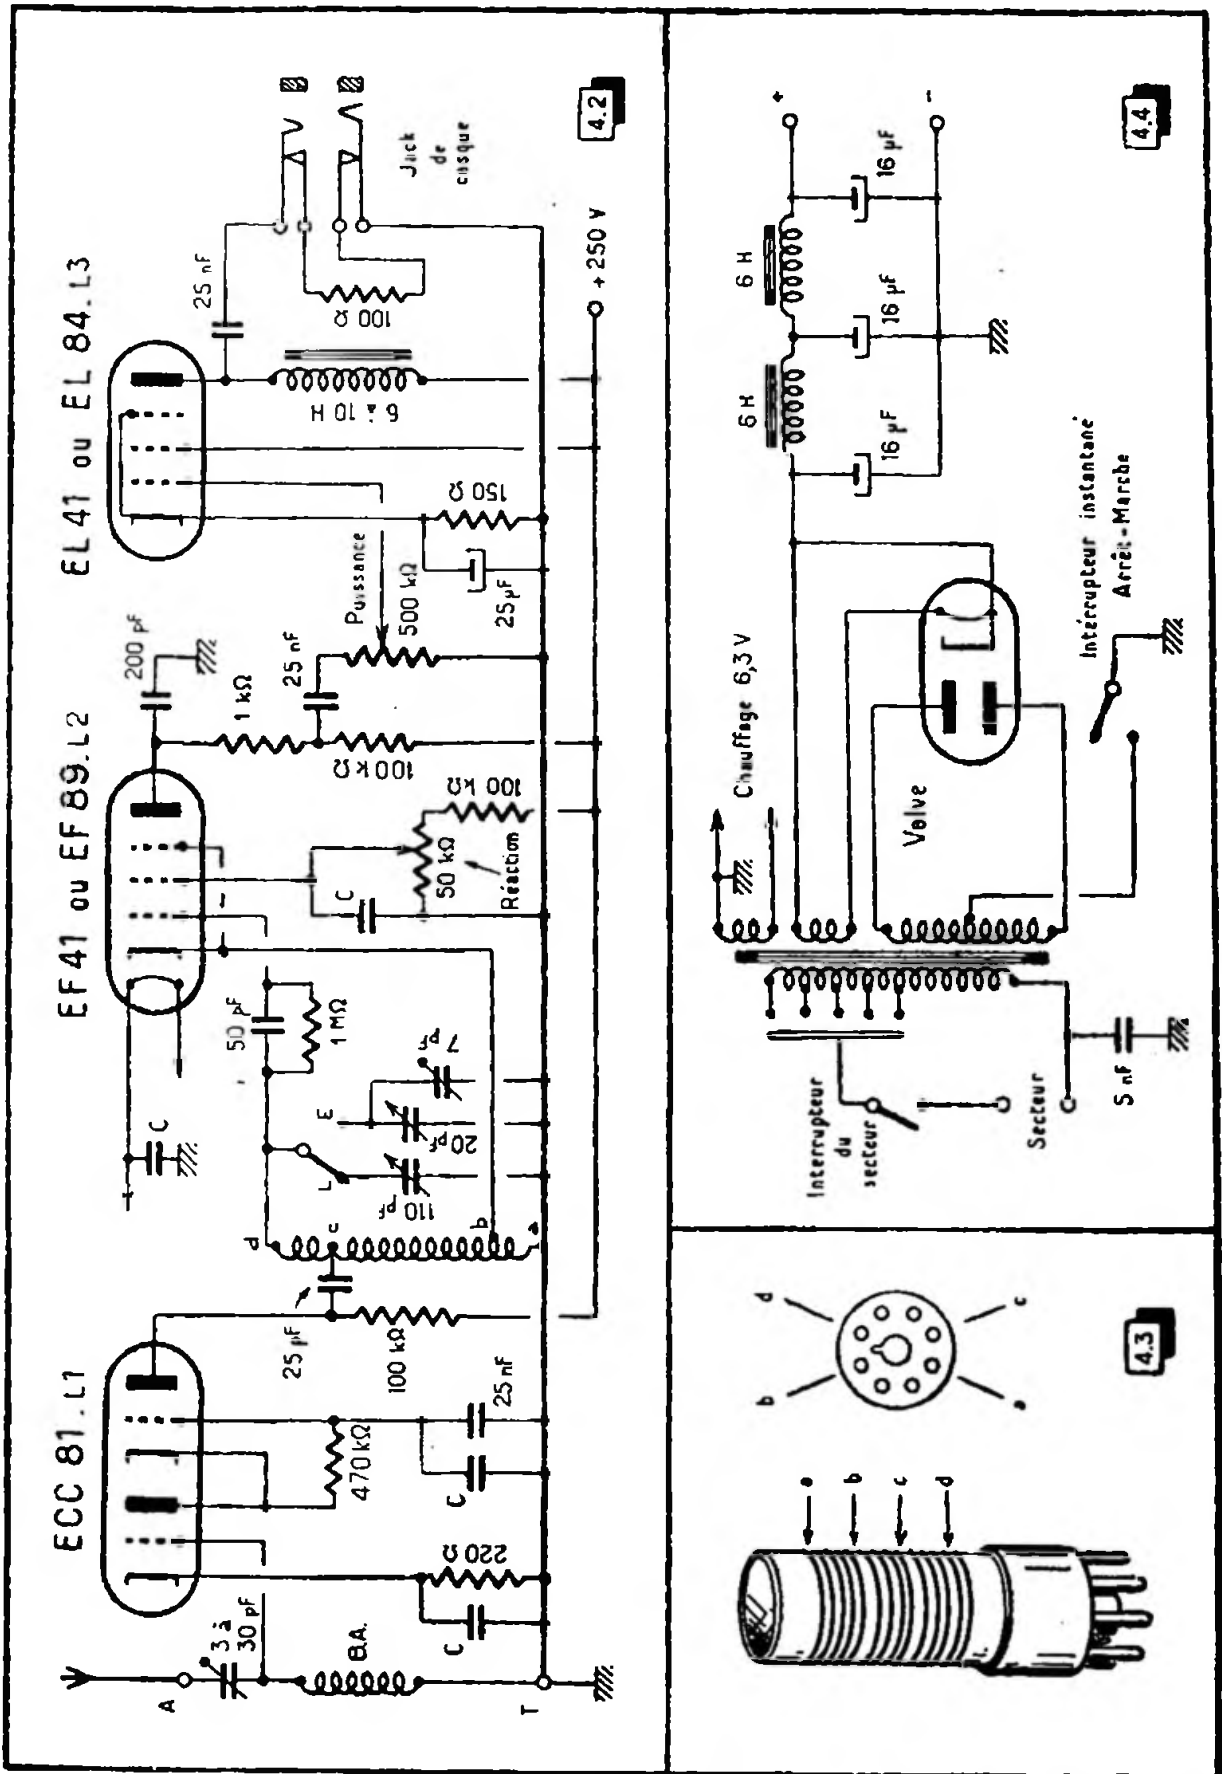 ECC 81.L1
EF41 ou EF 89.L2
EL 41 ou EL 84.L3
A
3 à
30 pF
B.A.
T
C
220 Ω
470 kΩ
C
25 nF
25 pF
100 kΩ
d
c
b
a
C
L
E
110 pF
20 pF
7 pF
50 pF
1 MΩ
C
50 kΩ
Réaction
100 kΩ
200 pF
1 kΩ
100 kΩ
25 nF
Puissance
500 kΩ
25 µF
150 Ω
6 à 10 H
25 nF
100 Ω
+ 250 V
Jack
de
casque
4.2
a
b
c
d
b
d
a
c
4.3
Interrupteur
du
secteur
Secteur
5 nF
Chauffage 6,3 V
Valve
Interrupteur instantané
Arrêt-Marche
6 H
6 H
16 µF
16 µF
16 µF
+
-
4.4